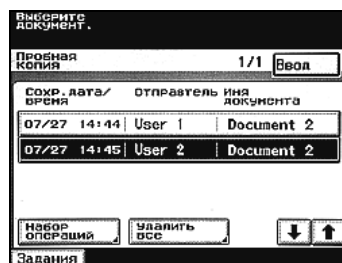 Выберите
документ.
Пробная
копия
1/1 Ввод
Сохр.дата/
время
Отправтель
Имя
документа
07/27 14:44 User 1 Document 2
07/27 14:45 User 2 Document 2
Набор
операций
Удалить
все
Задания